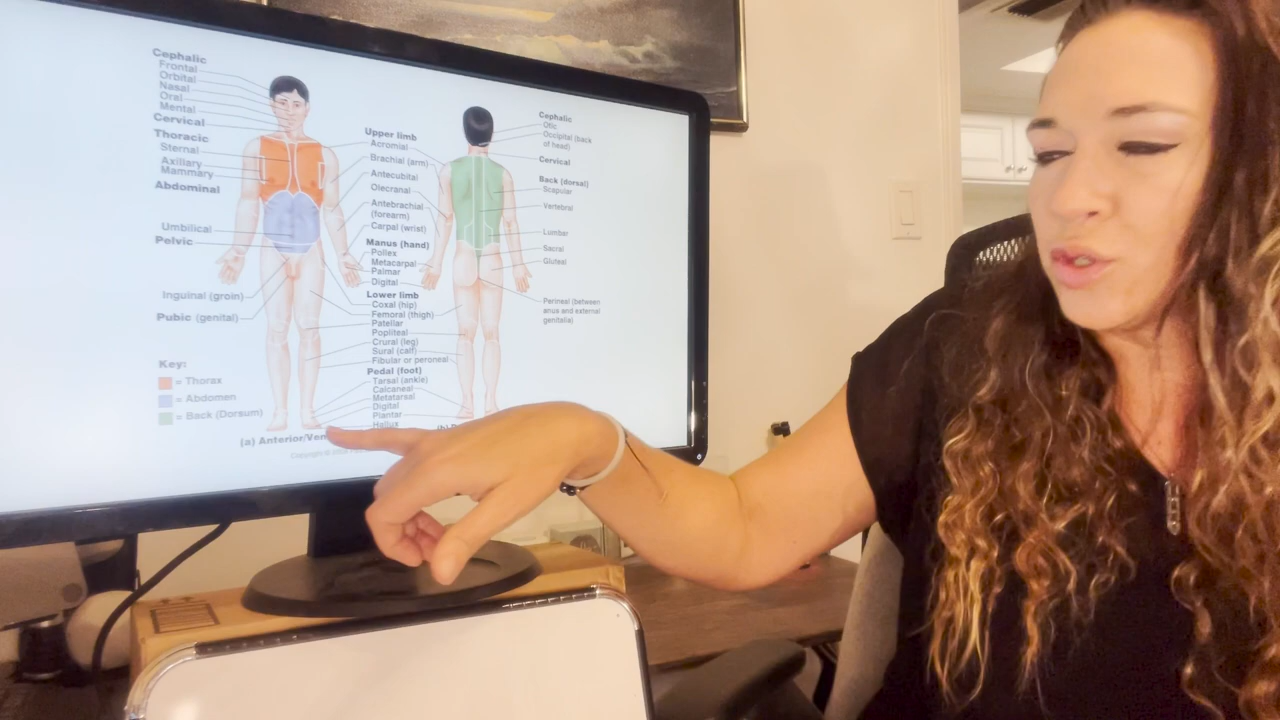 Cephalic
Frontal
Orbital
Nasal
Oral
Mental
Cervical
Thoracic
Sternal
Axillary
Mammary
Abdominal
Umbilical
Pelvic
Inguinal (groin)
Pubic (genital)
Key:
= Thorax
= Abdomen
= Back (Dorsum)
Upper limb
Acromial
Brachial (arm)
Antecubital
Olecranal
Antebrachial
(forearm)
Carpal (wrist)
Manus (hand)
Pollex
Metacarpal
Palmar
Digital
Lower limb
Coxal (hip)
Femoral (thigh)
Patellar
Popliteal
Crural (leg)
Sural (calf)
Fibular or peroneal
Pedal (foot)
Tarsal (ankle)
Calcaneal
Metatarsal
Digital
Plantar
Hallux
Cephalic
Otic
Occipital (back
of head)
Cervical
Back (dorsal)
Scapular
Vertebral
Lumbar
Sacral
Gluteal
Perineal (between
anus and external
genitalia)
(a) Anterior/Ven
(b)
Copyright ©